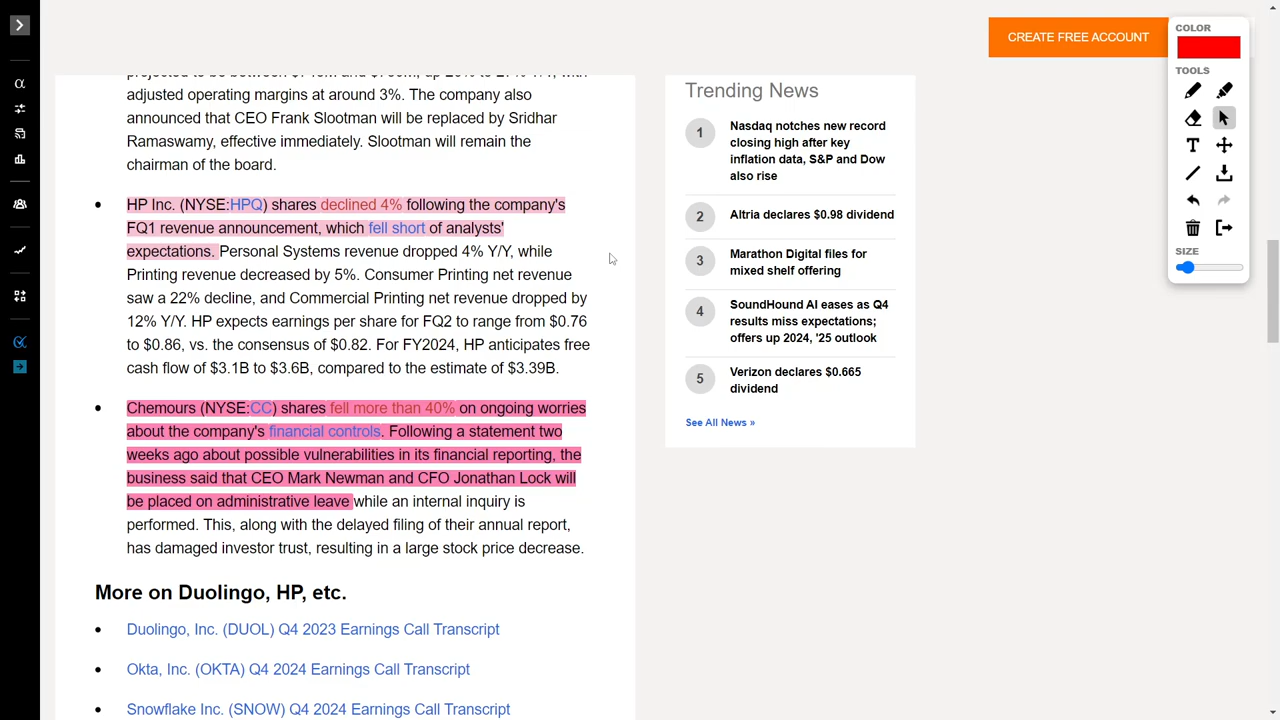 CREATE FREE ACCOUNT
COLOR
TOOLS
SIZE
adjusted operating margins at around 3%. The company also
announced that CEO Frank Slootman will be replaced by Sridhar
Ramaswamy, effective immediately. Slootman will remain the
chairman of the board.
HP Inc. (NYSE:HPQ) shares declined 4% following the company's
FQ1 revenue announcement, which fell short of analysts'
expectations. Personal Systems revenue dropped 4% Y/Y, while
Printing revenue decreased by 5%. Consumer Printing net revenue
saw a 22% decline, and Commercial Printing net revenue dropped by
12% Y/Y. HP expects earnings per share for FQ2 to range from $0.76
to $0.86, vs. the consensus of $0.82. For FY2024, HP anticipates free
cash flow of $3.1B to $3.6B, compared to the estimate of $3.39B.
Chemours (NYSE:CC) shares fell more than 40% on ongoing worries
about the company's financial controls. Following a statement two
weeks ago about possible vulnerabilities in its financial reporting, the
business said that CEO Mark Newman and CFO Jonathan Lock will
be placed on administrative leave while an internal inquiry is
performed. This, along with the delayed filing of their annual report,
has damaged investor trust, resulting in a large stock price decrease.
More on Duolingo, HP, etc.
Duolingo, Inc. (DUOL) Q4 2023 Earnings Call Transcript
Okta, Inc. (OKTA) Q4 2024 Earnings Call Transcript
Snowflake Inc. (SNOW) Q4 2024 Earnings Call Transcript
Trending News
1
Nasdaq notches new record
closing high after key
inflation data, S&P and Dow
also rise
2
Altria declares $0.98 dividend
3
Marathon Digital files for
mixed shelf offering
4
SoundHound AI eases as Q4
results miss expectations;
offers up 2024, '25 outlook
5
Verizon declares $0.665
dividend
See All News »